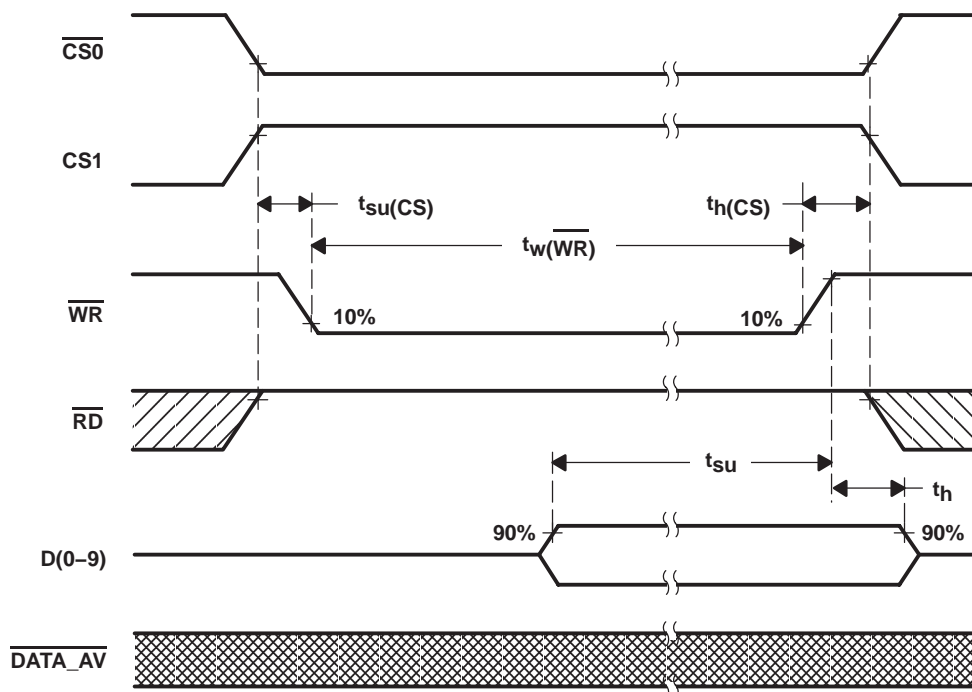 CS0
CS1
tsu(CS)
th(CS)
tw(WR)
WR
10%
10%
RD
tsu
th
90%
90%
D(0–9)
DATA_AV